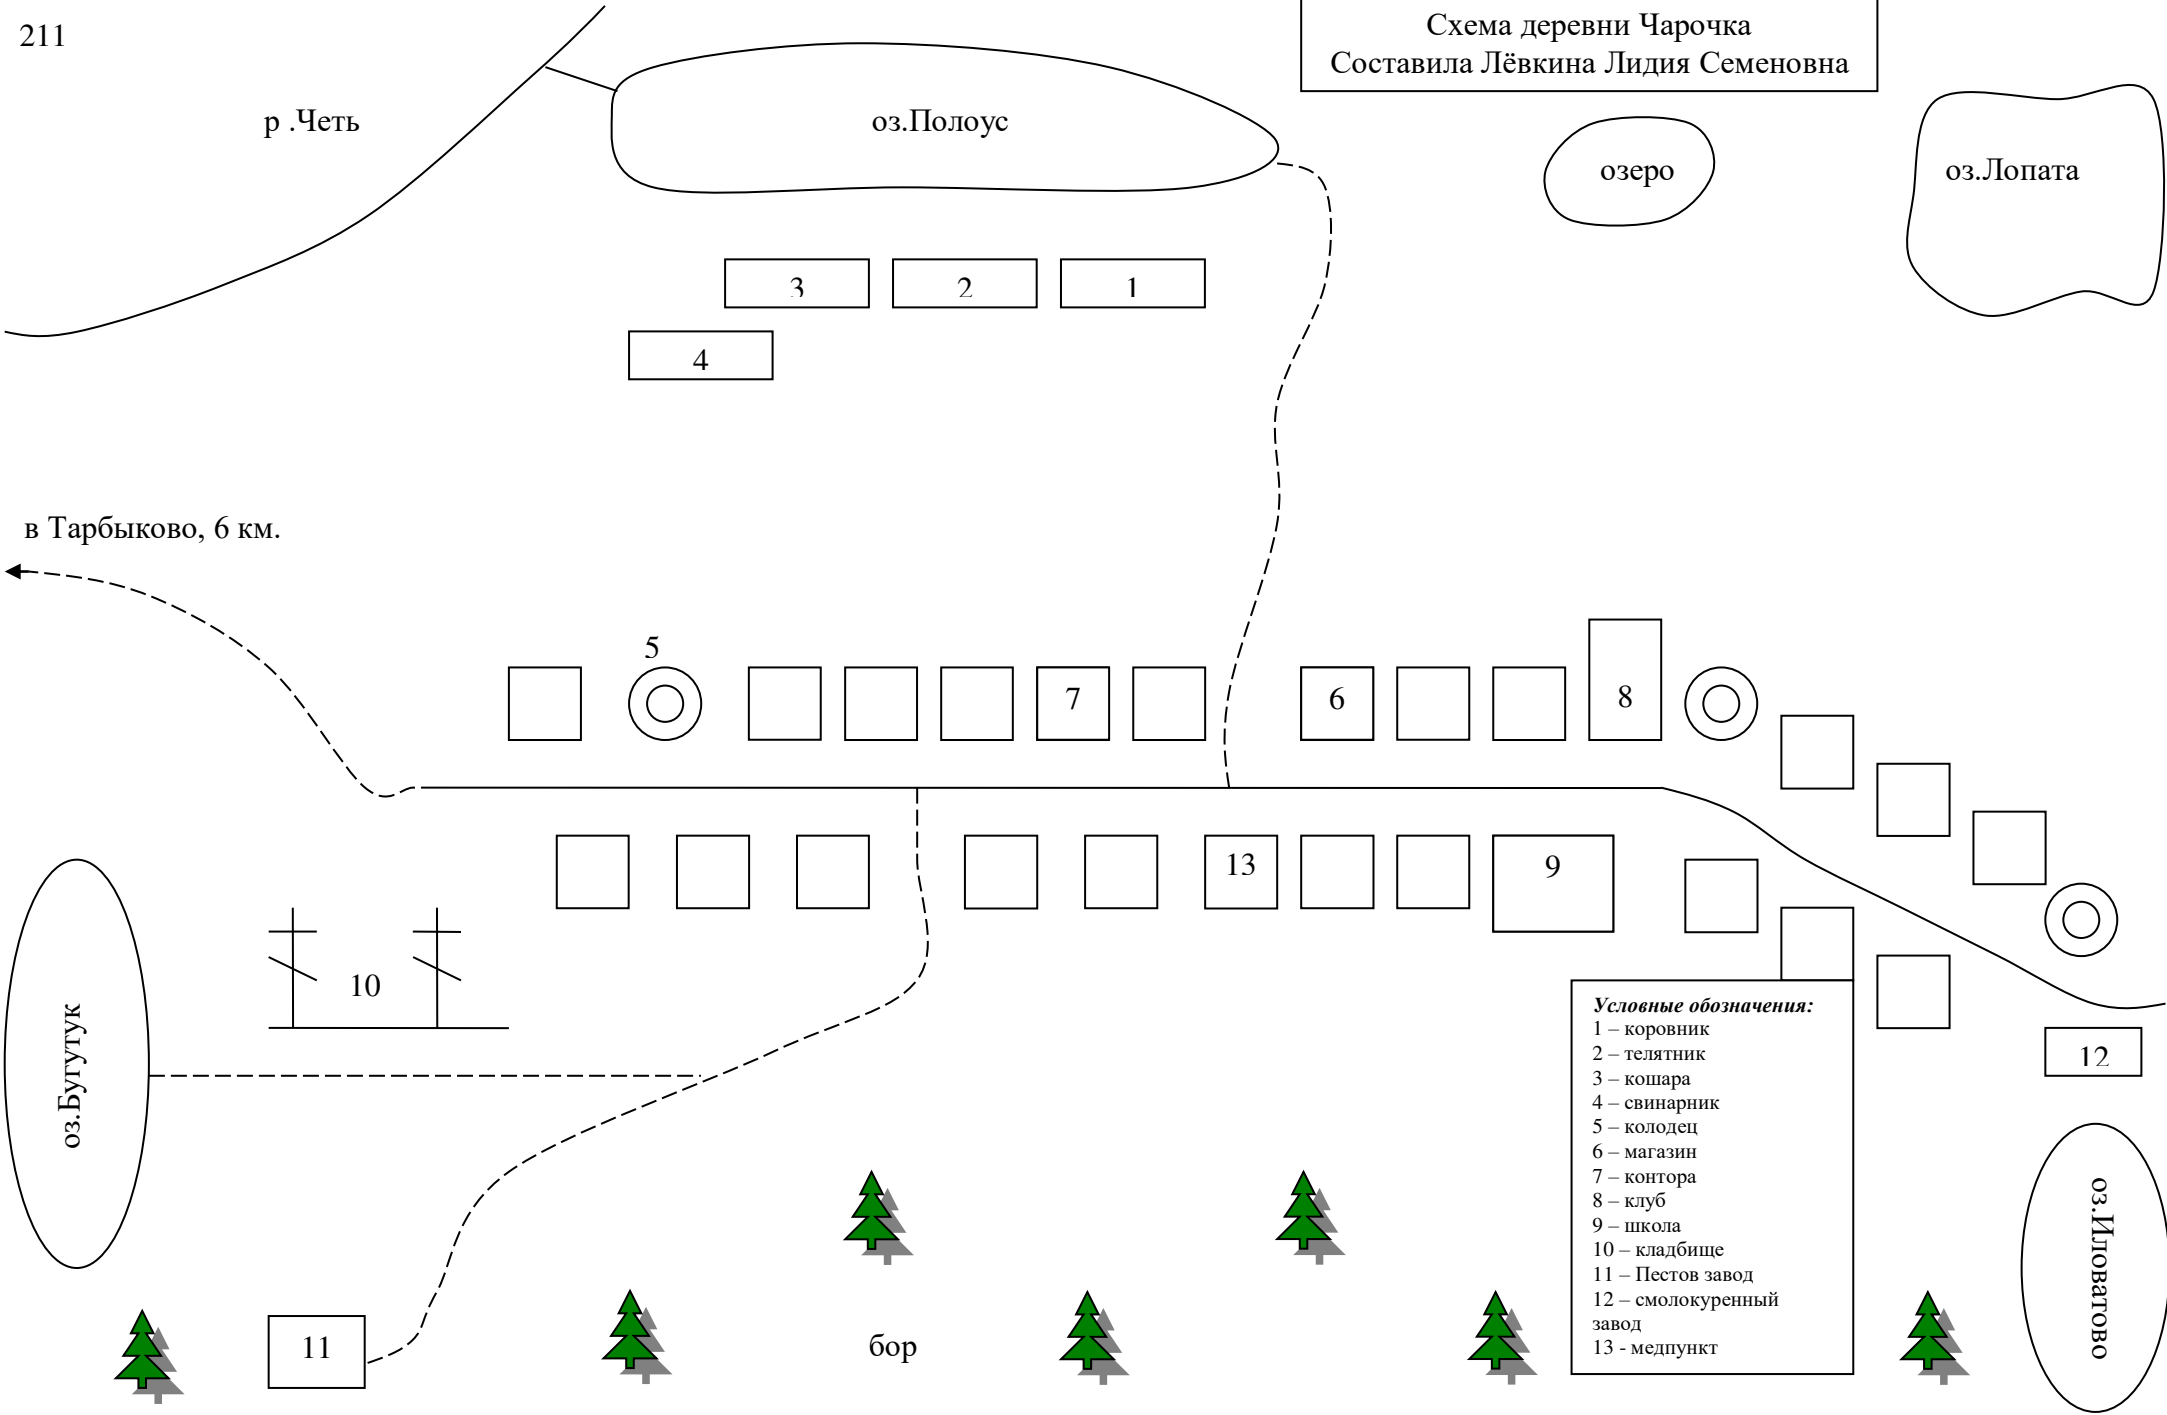 211
Схема деревни Чарочка
Составила Лёвкина Лидия Семеновна
р .Четь
оз.Полоус
озеро
оз.Лопата
3
2
1
4
в Тарбыково, 6 км.
5
7
6
8
13
9
10
оз.Бугутук
Условные обозначения:
1 – коровник
2 – телятник
3 – кошара
4 – свинарник
5 – колодец
6 – магазин
7 – контора
8 – клуб
9 – школа
10 – кладбище
11 – Пестов завод
12 – смолокуренный
завод
13 - медпункт
12
оз.Иловатово
11
бор